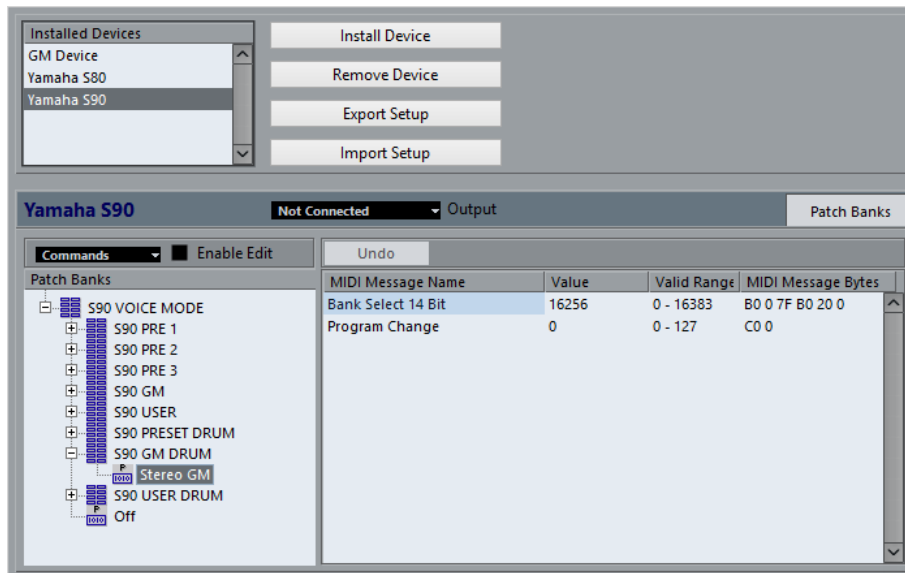 Installed Devices
GM Device
Yamaha S80
Yamaha S90
Install Device
Remove Device
Export Setup
Import Setup
Yamaha S90
Not Connected
Output
Patch Banks
Commands
Enable Edit
Undo
Patch Banks
S90 VOICE MODE
S90 PRE 1
S90 PRE 2
S90 PRE 3
S90 GM
S90 USER
S90 PRESET DRUM
S90 GM DRUM
P
1010
Stereo GM
S90 USER DRUM
P
1010
Off
MIDI Message Name Value Valid Range MIDI Message Bytes
Bank Select 14 Bit 16256 0 - 16383 B0 0 7F B0 20 0
Program Change 0 0 - 127 C0 0